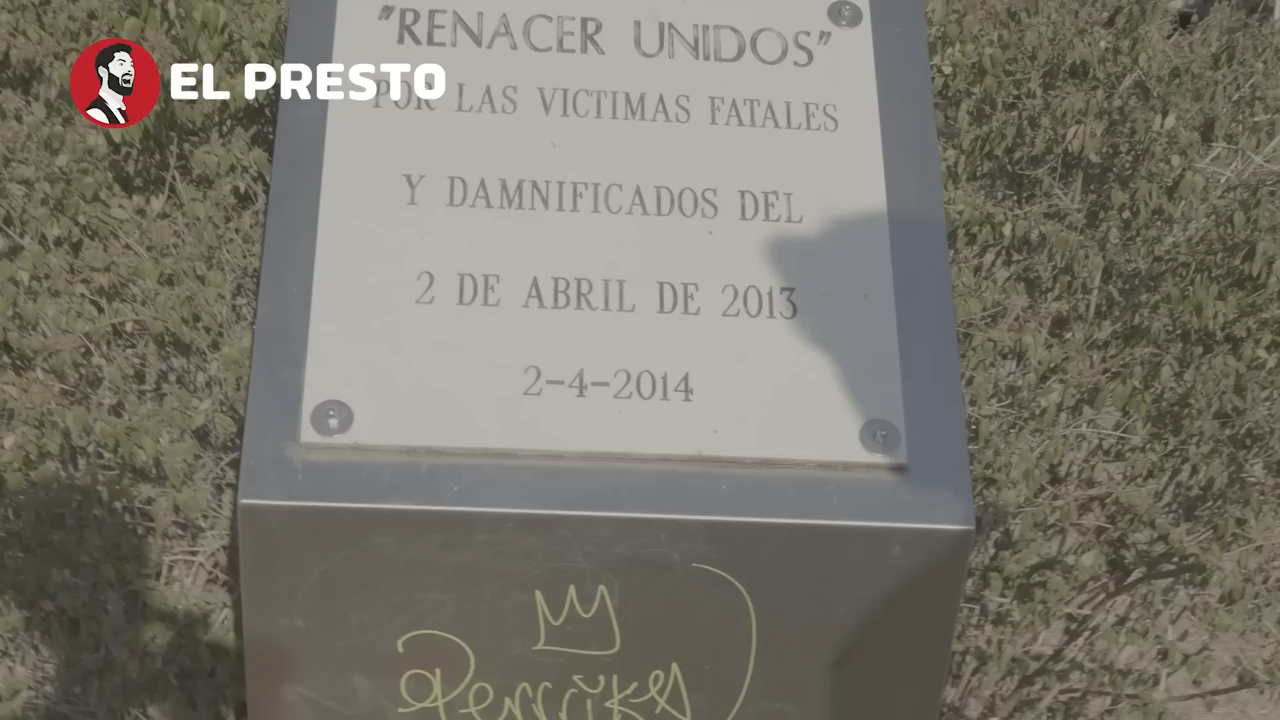 "RENACER UNIDOS"
EL PRESTO
POR LAS VICTIMAS FATALES
Y DAMNIFICADOS DEL
2 DE ABRIL DE 2013
2-4-2014